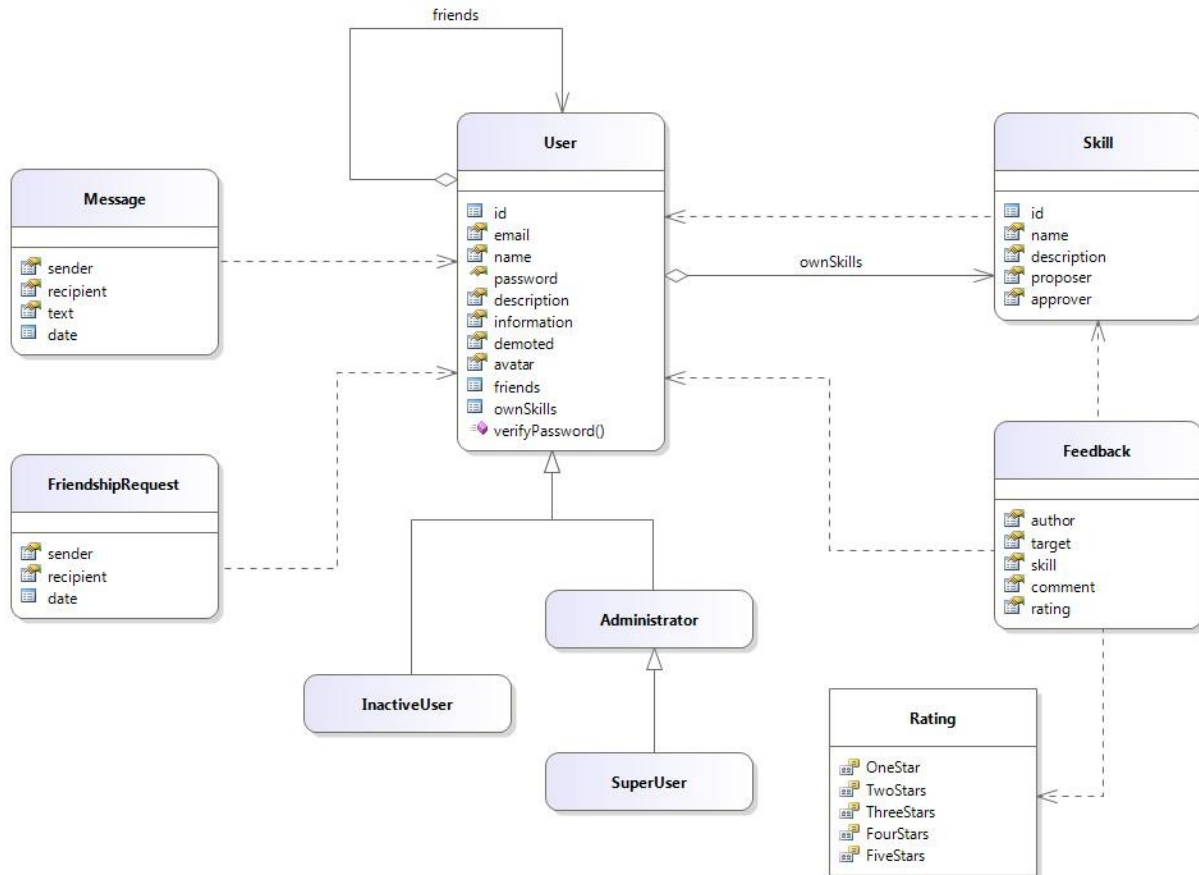 friends
User
id
email
name
password
description
information
demoted
avatar
friends
ownSkills
verifyPassword()
Skill
id
name
description
proposer
approver
ownSkills
Message
sender
recipient
text
date
FriendshipRequest
sender
recipient
date
Feedback
author
target
skill
comment
rating
Administrator
InactiveUser
SuperUser
Rating
OneStar
TwoStars
ThreeStars
FourStars
FiveStars